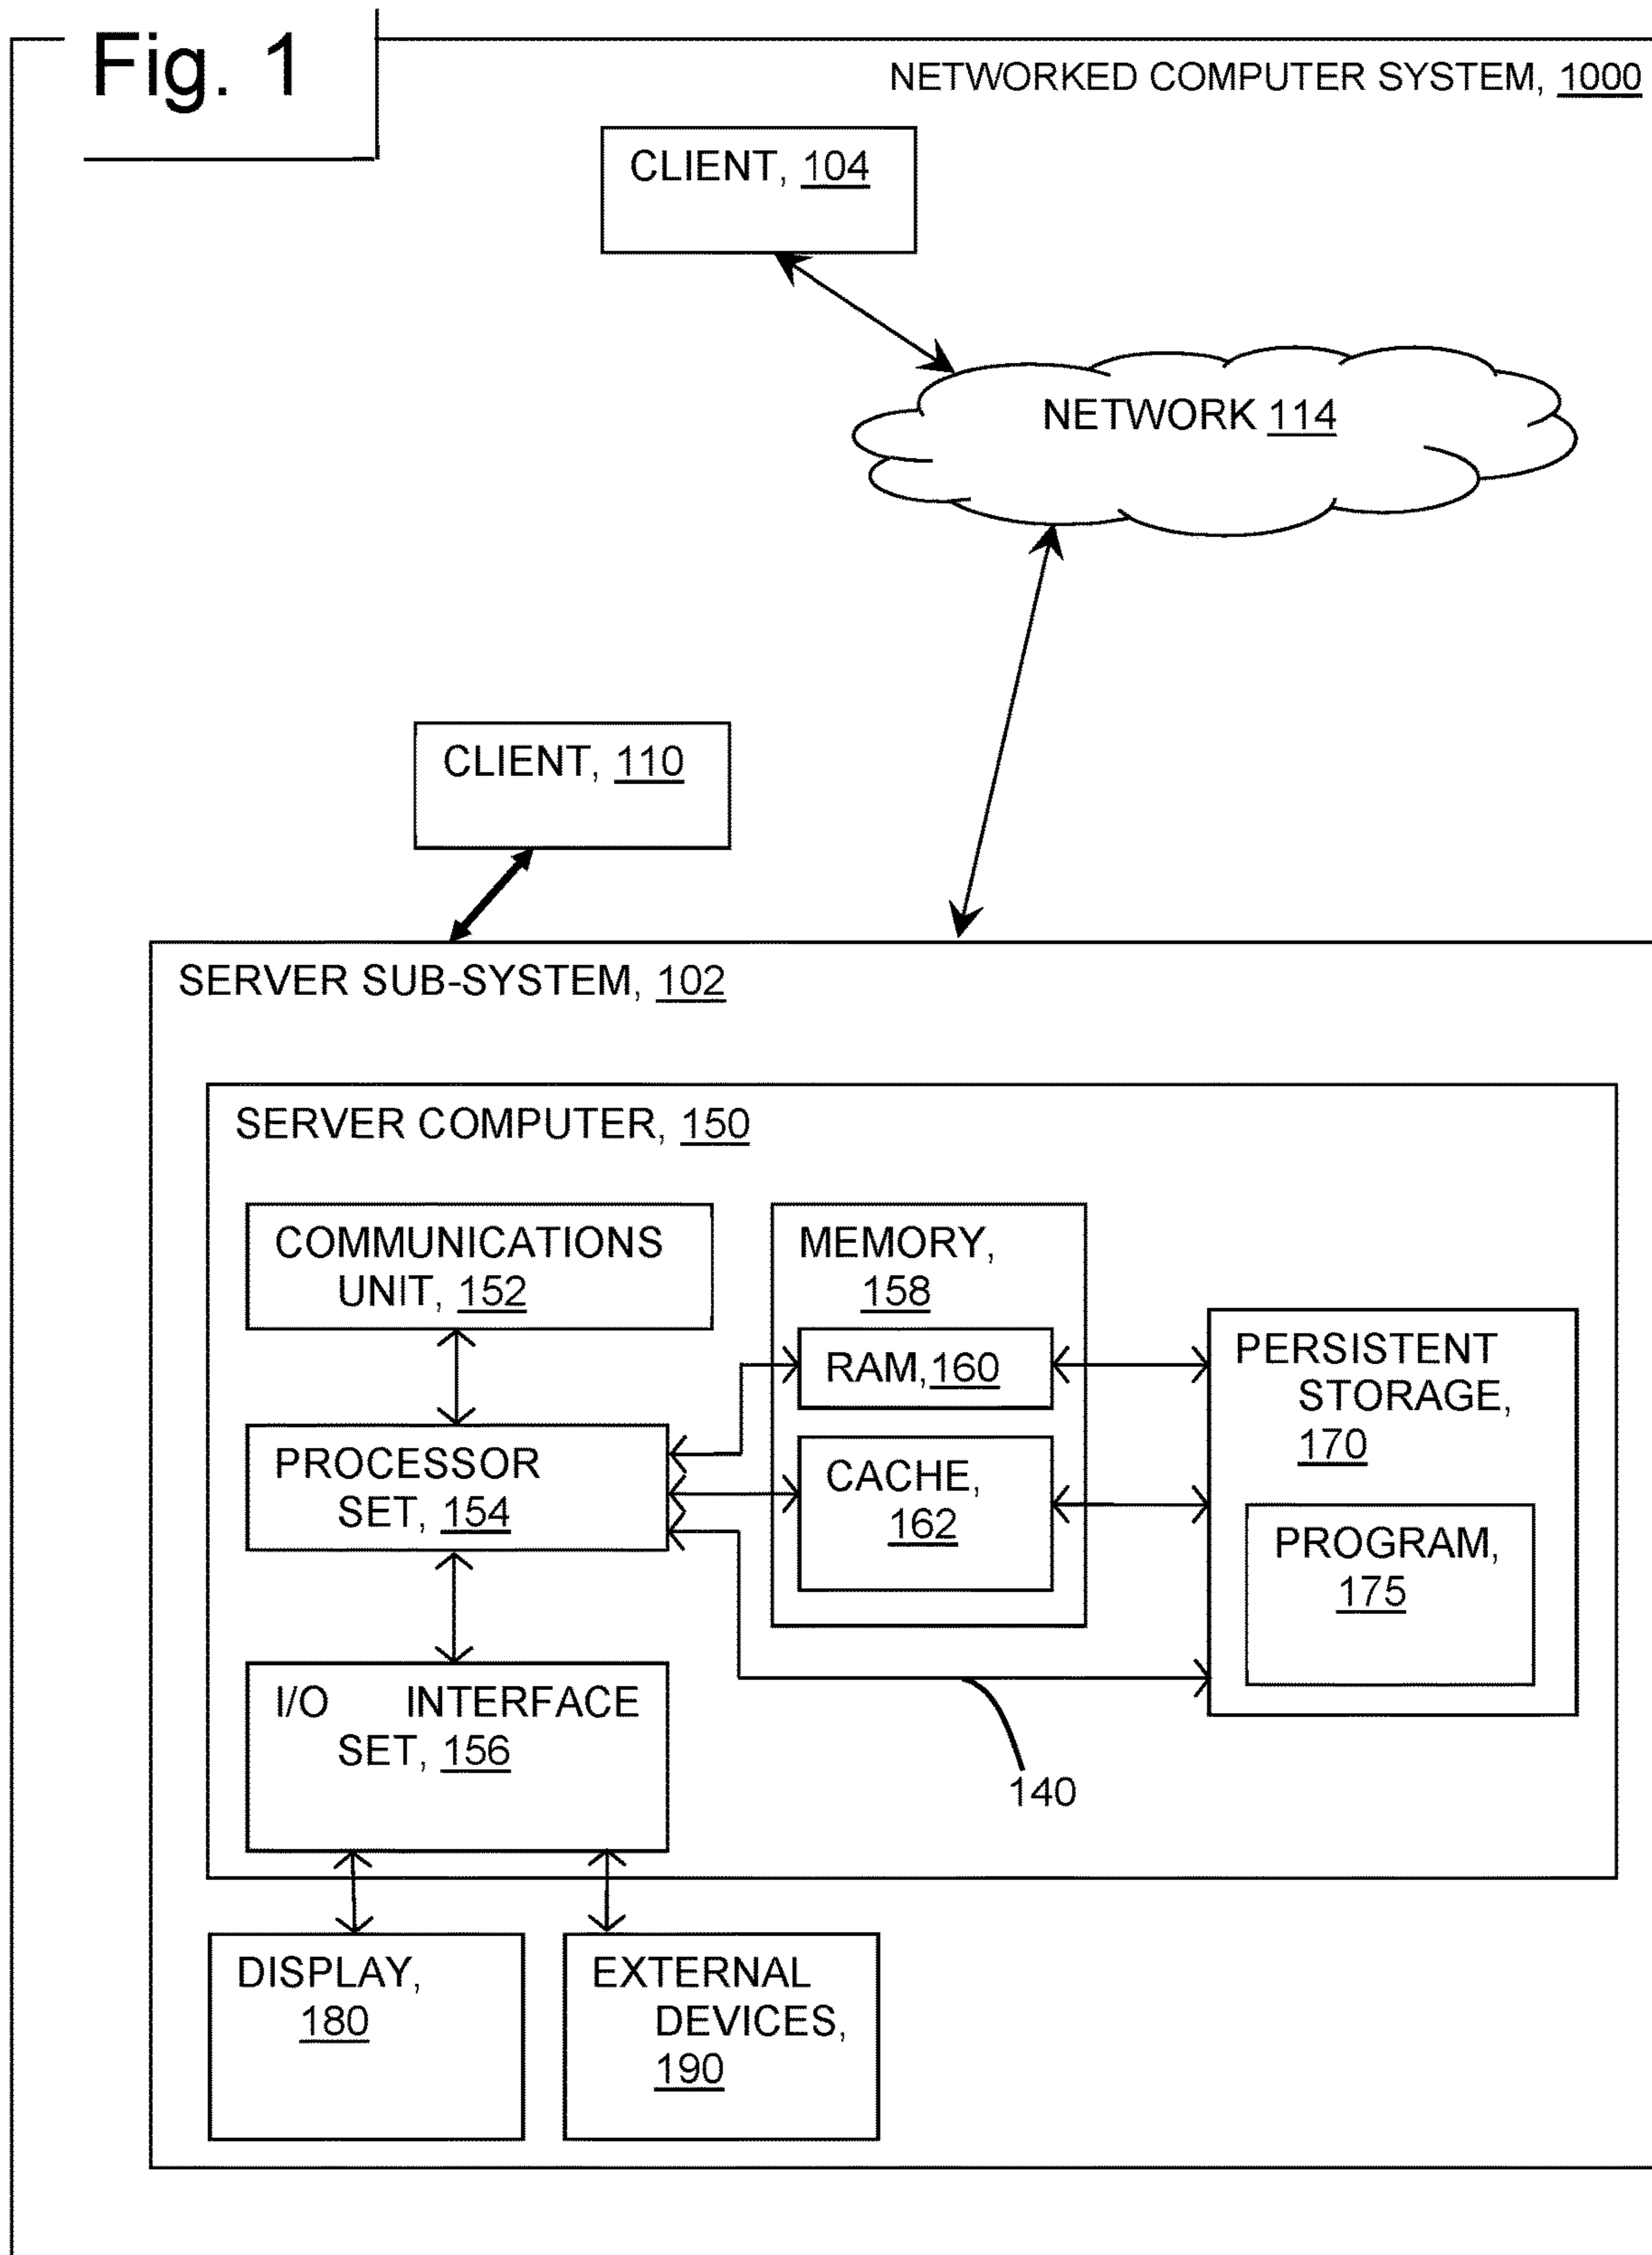 Fig. 1
NETWORKED COMPUTER SYSTEM, 1000
CLIENT, 104
NETWORK 114
CLIENT, 110
SERVER SUB-SYSTEM, 102
SERVER COMPUTER, 150
COMMUNICATIONS
UNIT, 152
MEMORY,
158
RAM, 160
PERSISTENT
STORAGE,
170
PROCESSOR
SET, 154
CACHE,
162
PROGRAM,
175
I/O INTERFACE
SET, 156
140
DISPLAY,
180
EXTERNAL
DEVICES,
190